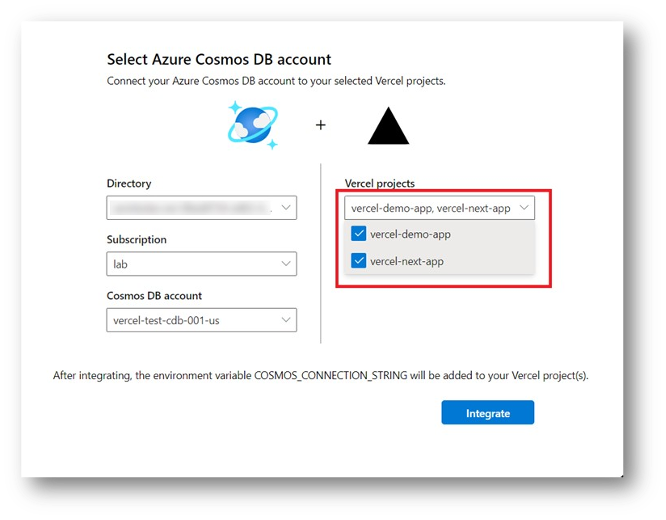 Select Azure Cosmos DB account
Connect your Azure Cosmos DB account to your selected Vercel projects.
+
Directory
Subscription
lab
Cosmos DB account
vercel-test-cdb-001-us
Vercel projects
vercel-demo-app, vercel-next-app
vercel-demo-app
vercel-next-app
After integrating, the environment variable COSMOS_CONNECTION_STRING will be added to your Vercel project(s).
Integrate